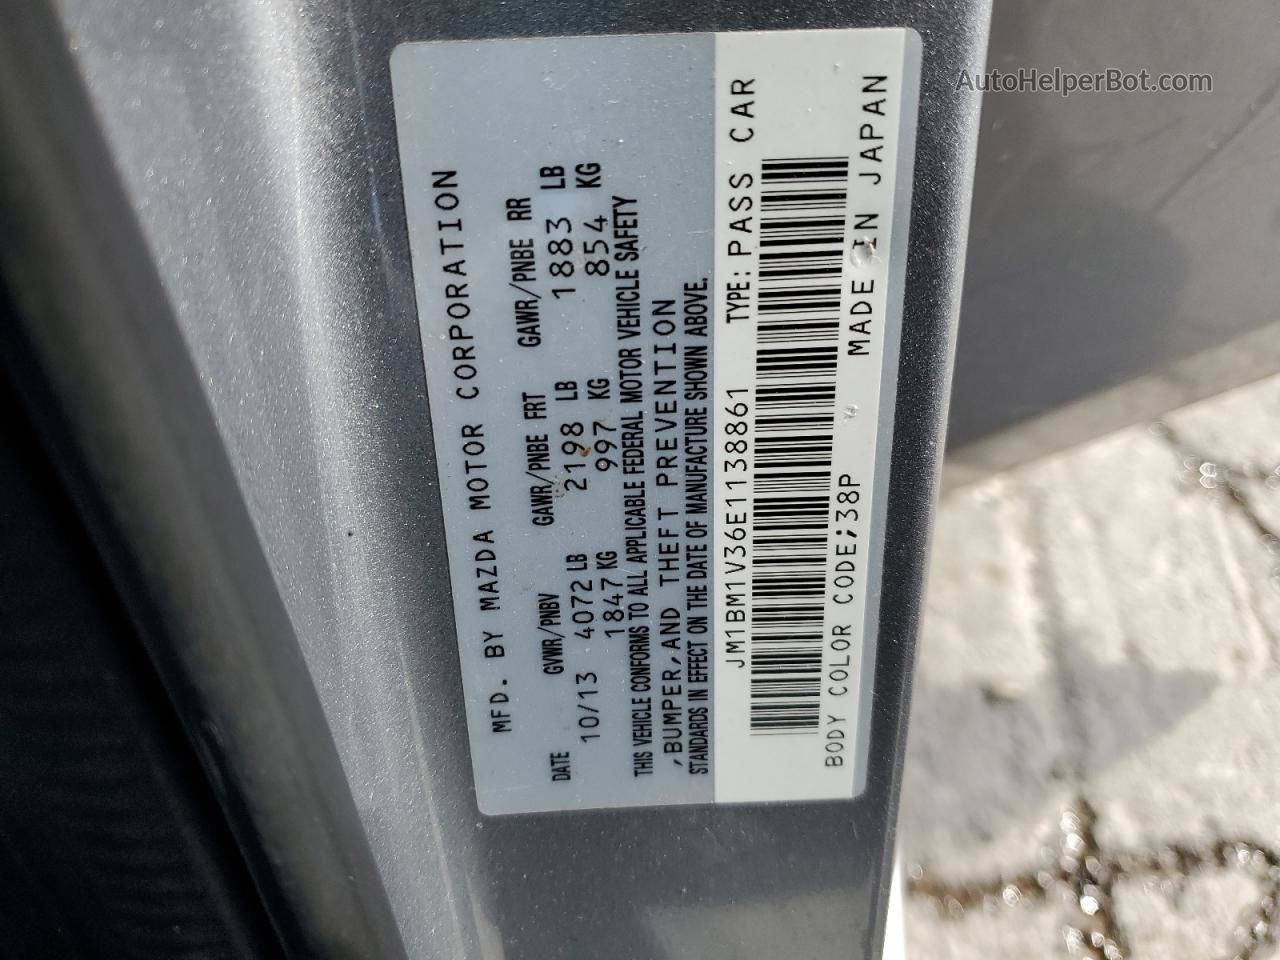 MFD. BY MAZDA MOTOR CORPORATION
DATE GVWR/PNBV GAWR/PNBE FRT GAWR/PNBE RR
10/13 4072 LB 2198 LB 1883 LB
1847 KG 997 KG 854 KG
THIS VEHICLE CONFORMS TO ALL APPLICABLE FEDERAL MOTOR VEHICLE SAFETY
,BUMPER,AND THEFT PREVENTION
STANDARDS IN EFFECT ON THE DATE OF MANUFACTURE SHOWN ABOVE.
JM1BM1V36E1138861 TYPE: PASS CAR
BODY COLOR CODE;38P MADE IN JAPAN
AutoHelperBot.com